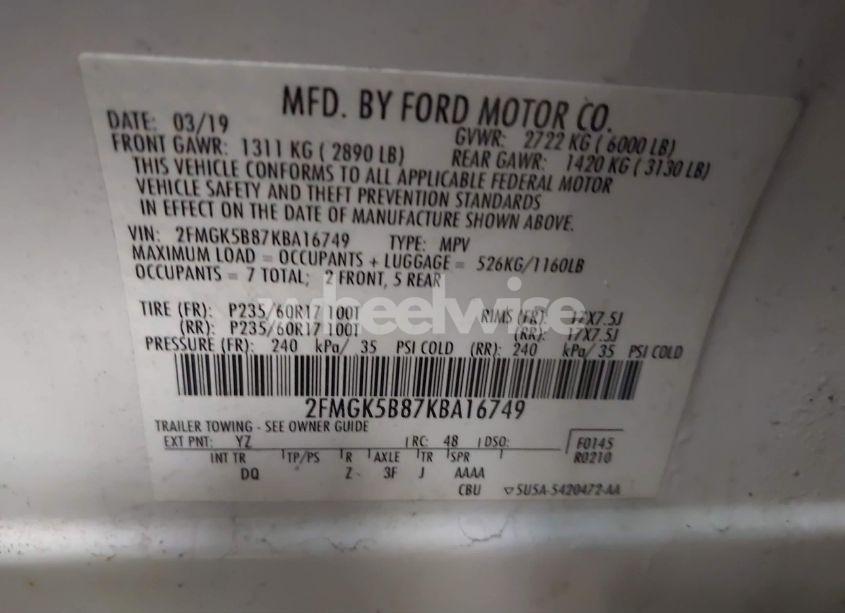 MFD. BY FORD MOTOR CO.
DATE: 03/19 GVWR: 2722 KG ( 6000 LB)
FRONT GAWR: 1311 KG ( 2890 LB) REAR GAWR: 1420 KG ( 3130 LB)
THIS VEHICLE CONFORMS TO ALL APPLICABLE FEDERAL MOTOR
VEHICLE SAFETY AND THEFT PREVENTION STANDARDS
IN EFFECT ON THE DATE OF MANUFACTURE SHOWN ABOVE.
VIN: 2FMGK5B87KBA16749 TYPE: MPV
MAXIMUM LOAD = OCCUPANTS + LUGGAGE = 526KG/1160LB
OCCUPANTS = 7 TOTAL; 2 FRONT, 5 REAR
wheelwise
TIRE (FR): P235/60R17 100T RIMS (FR): 17X7.5J
(RR): P235/60R17 100T (RR): 17X7.5J
PRESSURE (FR): 240 kPa/ 35 PSI COLD (RR): 240 kPa/ 35 PSI COLD
2FMGK5B87KBA16749
TRAILER TOWING - SEE OWNER GUIDE
EXT PNT: YZ RC: 48 DSO: F0145
R0210
INT TR TP/PS R AXLE TR SPR
DQ Z 3F J AAAA
CBU ▽5U5A-5420472-AA